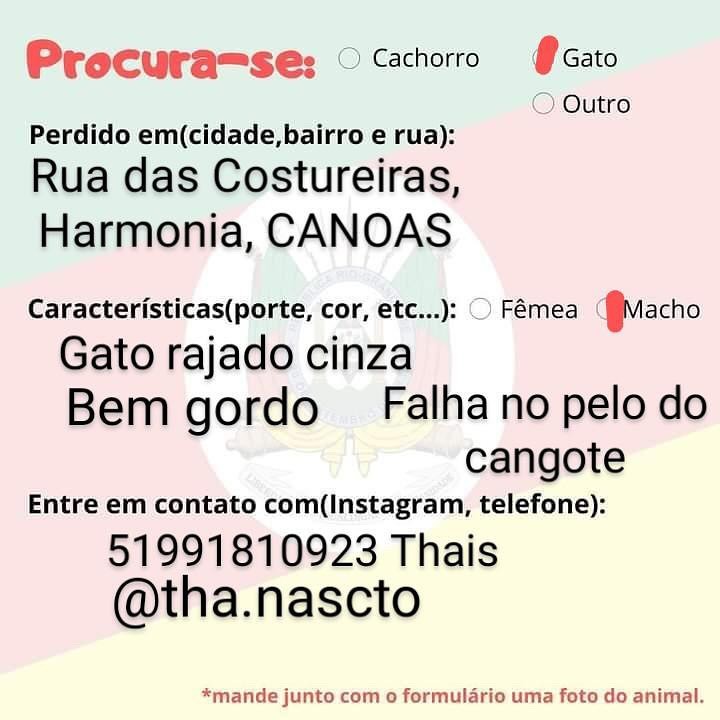 Procura-se: Cachorro Gato
Outro
Perdido em(cidade,bairro e rua):
Rua das Costureiras,
Harmonia, CANOAS
Características(porte, cor, etc...): Fêmea Macho
Gato rajado cinza
Bem gordo Falha no pelo do
cangote
Entre em contato com(Instagram, telefone):
51991810923 Thais
@tha.nascto
*mande junto com o formulário uma foto do animal.